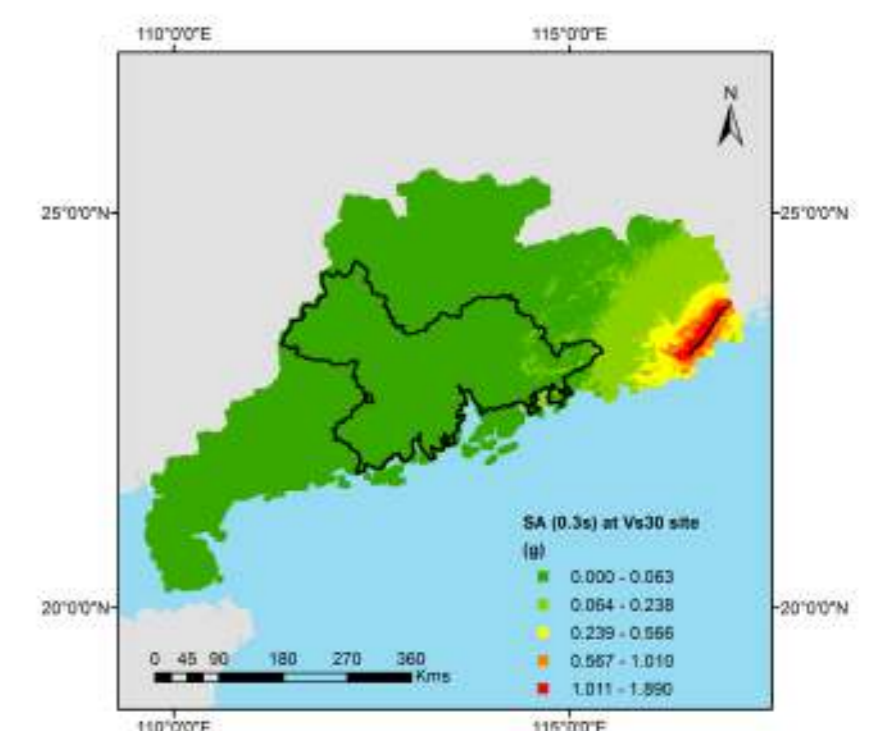 110°0'0"E 115°0'0"E
N
25°0'0"N 25°0'0"N
SA (0.3s) at Vs30 site
(g)
0.000 - 0.063
0.064 - 0.238
0.239 - 0.566
0.567 - 1.010
1.011 - 1.890
20°0'0"N 20°0'0"N
0 45 90 180 270 360
Kms
110°0'0"E 115°0'0"E